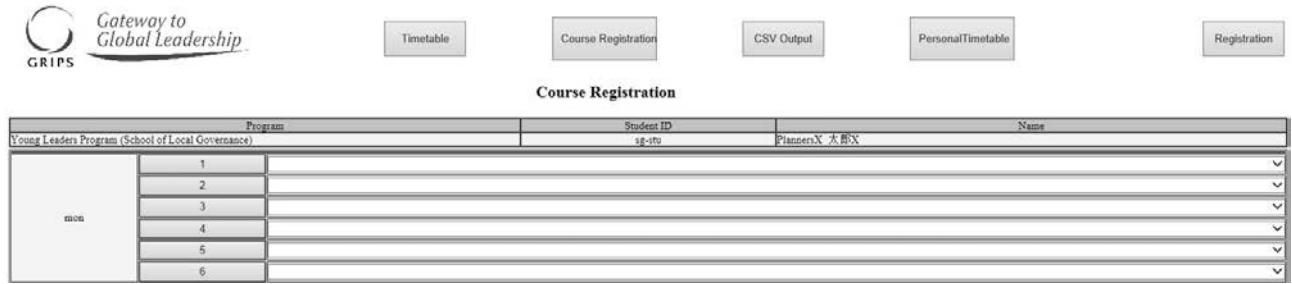 Gateway to
Global Leadership
GRIPS
Timetable
Course Registration
CSV Output
PersonalTimetable
Registration
Course Registration
Program Student ID Name
Young Leaders Program (School of Local Governance) sg-stu PlannersX 太郎X
mon
1
2
3
4
5
6